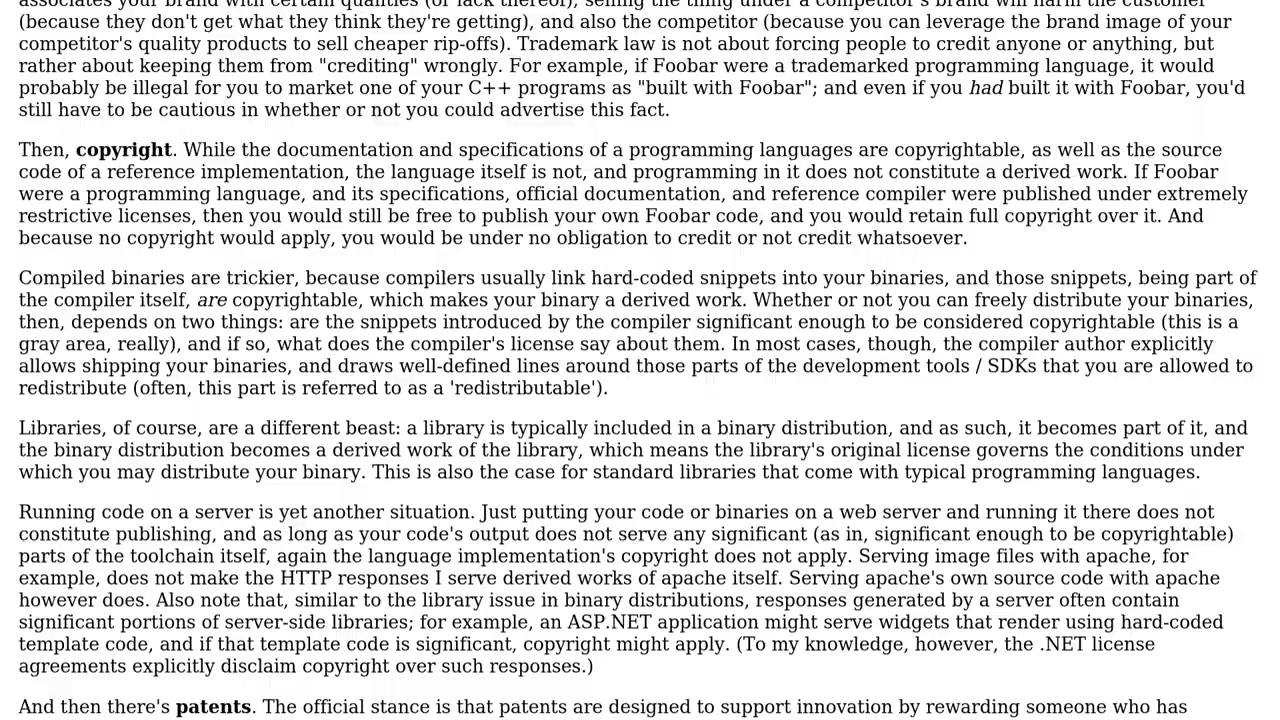 associates your brand with certain qualities (or lack thereof), selling the thing under a competitor's brand will harm the customer
(because they don't get what they think they're getting), and also the competitor (because you can leverage the brand image of your
competitor's quality products to sell cheaper rip-offs). Trademark law is not about forcing people to credit anyone or anything, but
rather about keeping them from "crediting" wrongly. For example, if Foobar were a trademarked programming language, it would
probably be illegal for you to market one of your C++ programs as "built with Foobar"; and even if you had built it with Foobar, you'd
still have to be cautious in whether or not you could advertise this fact.
Then, copyright. While the documentation and specifications of a programming languages are copyrightable, as well as the source
code of a reference implementation, the language itself is not, and programming in it does not constitute a derived work. If Foobar
were a programming language, and its specifications, official documentation, and reference compiler were published under extremely
restrictive licenses, then you would still be free to publish your own Foobar code, and you would retain full copyright over it. And
because no copyright would apply, you would be under no obligation to credit or not credit whatsoever.
Compiled binaries are trickier, because compilers usually link hard-coded snippets into your binaries, and those snippets, being part of
the compiler itself, are copyrightable, which makes your binary a derived work. Whether or not you can freely distribute your binaries,
then, depends on two things: are the snippets introduced by the compiler significant enough to be considered copyrightable (this is a
gray area, really), and if so, what does the compiler's license say about them. In most cases, though, the compiler author explicitly
allows shipping your binaries, and draws well-defined lines around those parts of the development tools / SDKs that you are allowed to
redistribute (often, this part is referred to as a 'redistributable').
Libraries, of course, are a different beast: a library is typically included in a binary distribution, and as such, it becomes part of it, and
the binary distribution becomes a derived work of the library, which means the library's original license governs the conditions under
which you may distribute your binary. This is also the case for standard libraries that come with typical programming languages.
Running code on a server is yet another situation. Just putting your code or binaries on a web server and running it there does not
constitute publishing, and as long as your code's output does not serve any significant (as in, significant enough to be copyrightable)
parts of the toolchain itself, again the language implementation's copyright does not apply. Serving image files with apache, for
example, does not make the HTTP responses I serve derived works of apache itself. Serving apache's own source code with apache
however does. Also note that, similar to the library issue in binary distributions, responses generated by a server often contain
significant portions of server-side libraries; for example, an ASP.NET application might serve widgets that render using hard-coded
template code, and if that template code is significant, copyright might apply. (To my knowledge, however, the .NET license
agreements explicitly disclaim copyright over such responses.)
And then there's patents. The official stance is that patents are designed to support innovation by rewarding someone who has